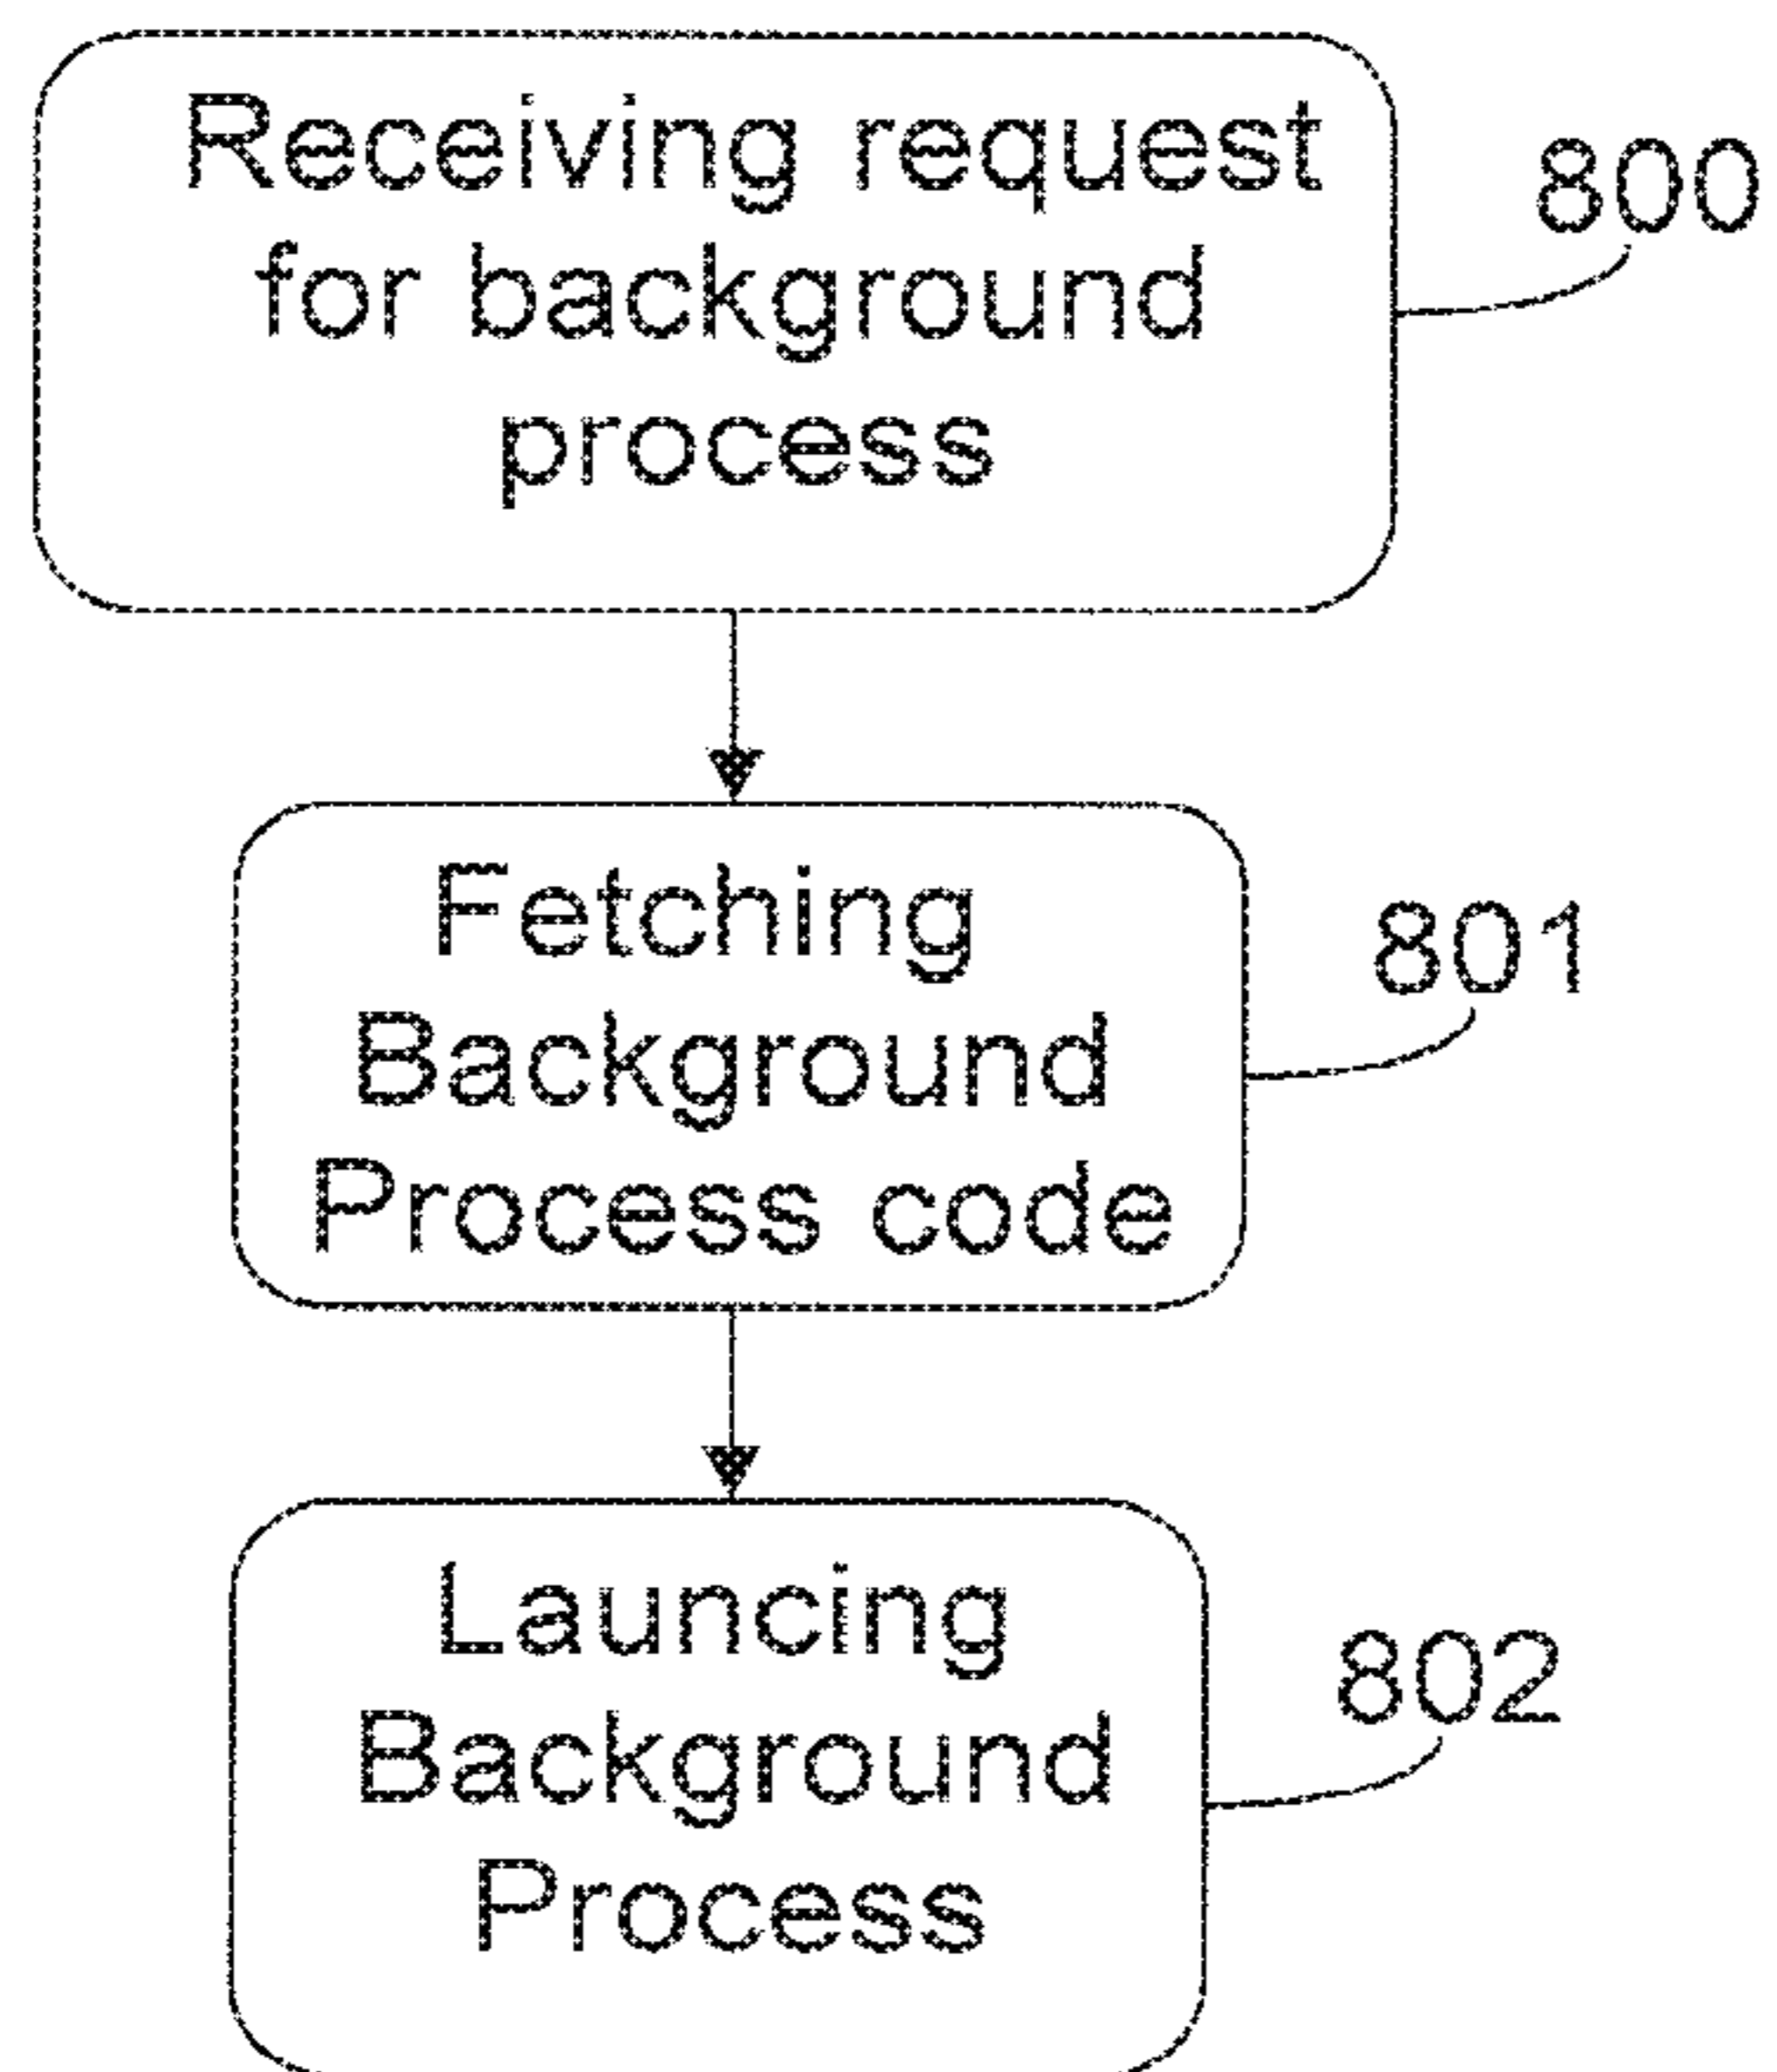 Receiving request
for background
process
800
Fetching
Background
Process code
801
Launcing
Background
Process
802